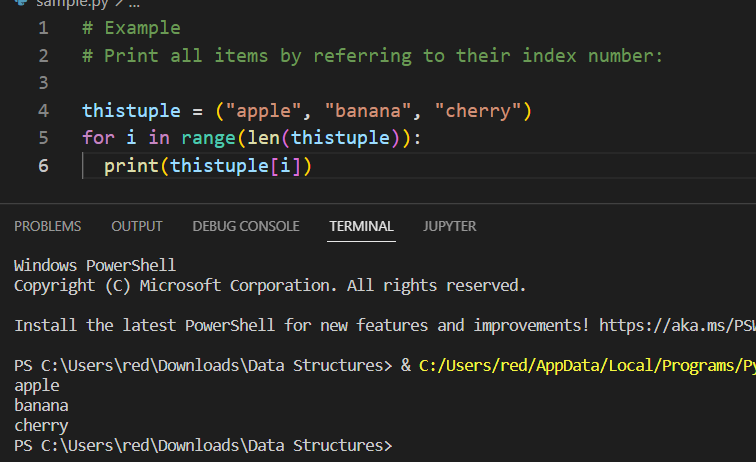 sample.py > ...
1 # Example
2 # Print all items by referring to their index number:
3
4 thistuple = ("apple", "banana", "cherry")
5 for i in range(len(thistuple)):
6   print(thistuple[i])
PROBLEMS OUTPUT DEBUG CONSOLE TERMINAL JUPYTER
Windows PowerShell
Copyright (C) Microsoft Corporation. All rights reserved.
Install the latest PowerShell for new features and improvements! https://aka.ms/PSW
PS C:\Users\red\Downloads\Data Structures> & C:/Users/red/AppData/Local/Programs/Py
apple
banana
cherry
PS C:\Users\red\Downloads\Data Structures>